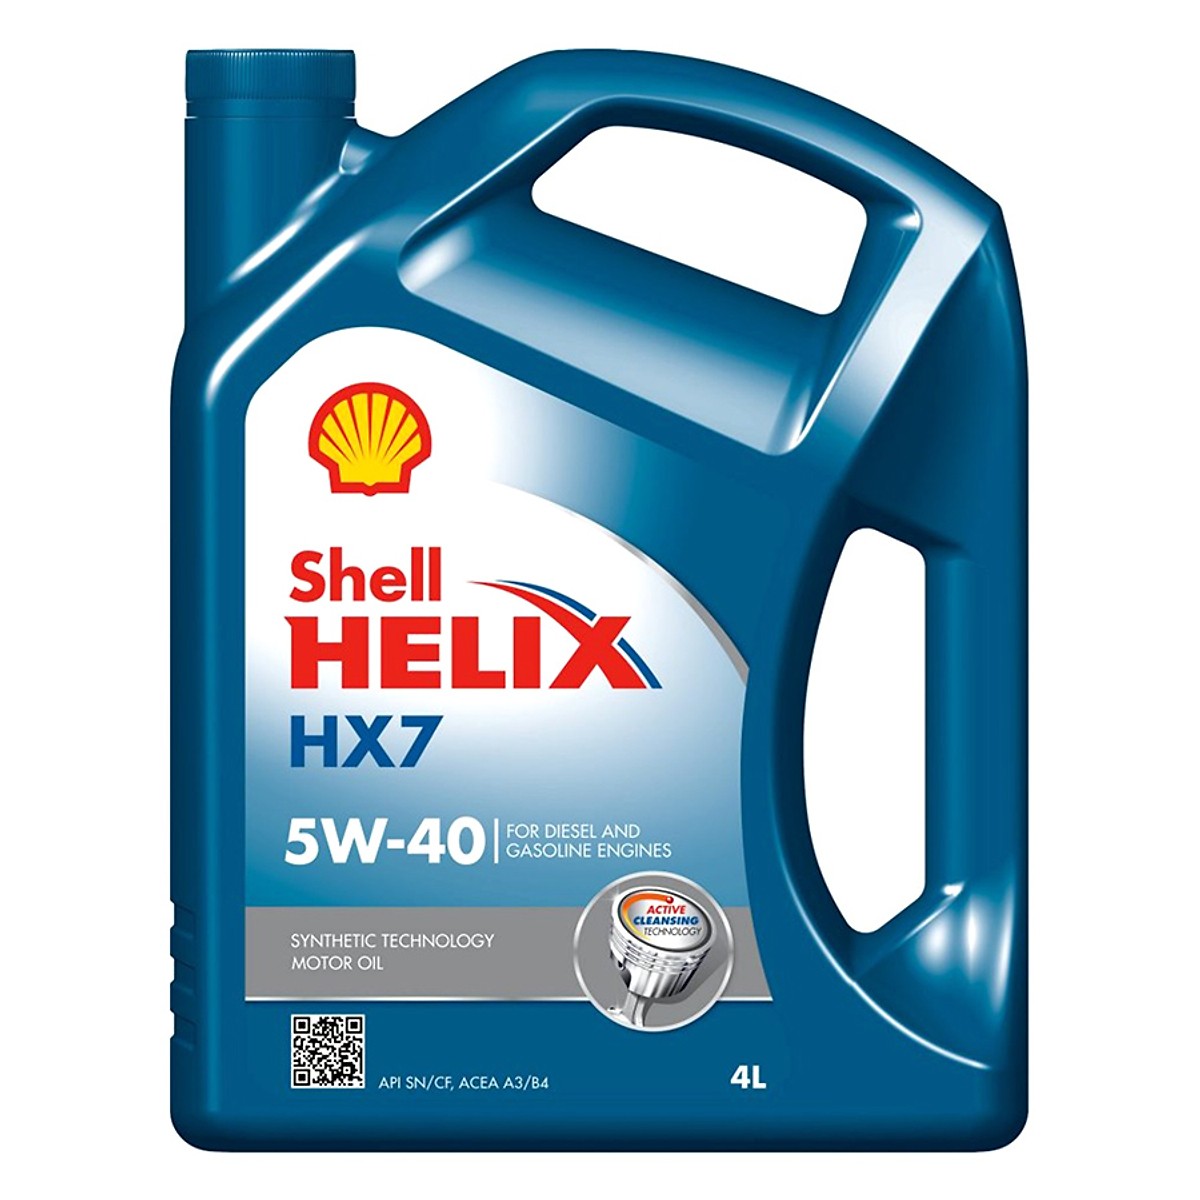 Shell
HELIX
HX7
5W-40
FOR DIESEL AND
GASOLINE ENGINES
ACTIVE
CLEANSING
TECHNOLOGY
SYNTHETIC TECHNOLOGY
MOTOR OIL
API SN/CF, ACEA A3/B4
4L